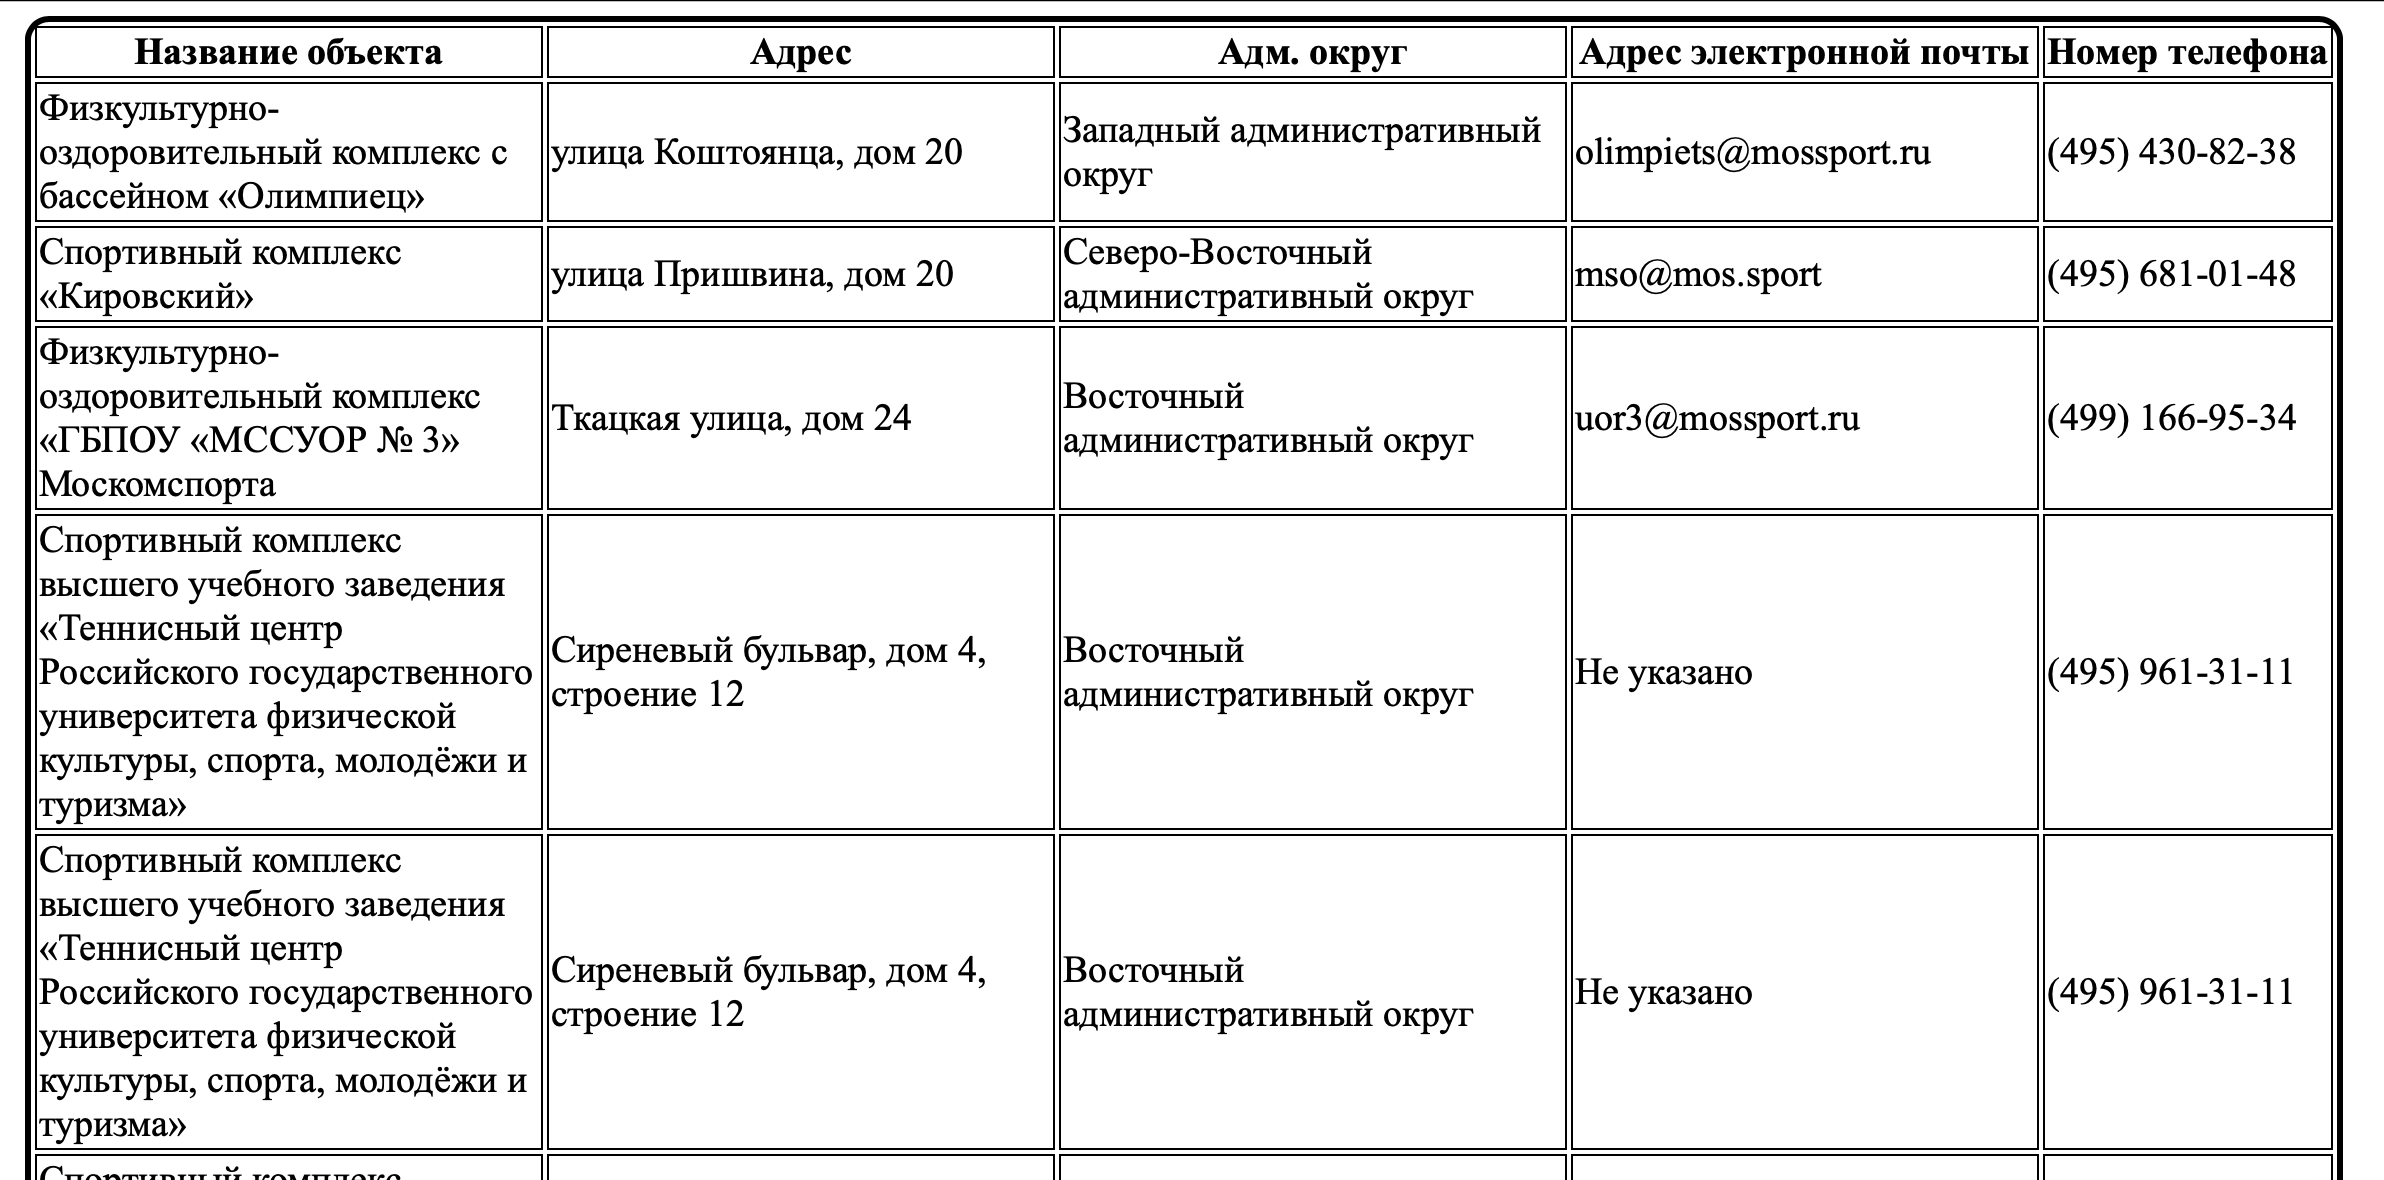 Название объекта
Адрес
Адм. округ
Адрес электронной почты
Номер телефона
Физкультурно-
оздоровительный комплекс с
бассейном «Олимпиец»
улица Коштоянца, дом 20
Западный административный
округ
olimpiets@mossport.ru
(495) 430-82-38
Спортивный комплекс
«Кировский»
улица Пришвина, дом 20
Северо-Восточный
административный округ
mso@mos.sport
(495) 681-01-48
Физкультурно-
оздоровительный комплекс
«ГБПОУ «МССУОР № 3»
Москомспорта
Ткацкая улица, дом 24
Восточный
административный округ
uor3@mossport.ru
(499) 166-95-34
Спортивный комплекс
высшего учебного заведения
«Теннисный центр
Российского государственного
университета физической
культуры, спорта, молодёжи и
туризма»
Сиреневый бульвар, дом 4,
строение 12
Восточный
административный округ
Не указано
(495) 961-31-11
Спортивный комплекс
высшего учебного заведения
«Теннисный центр
Российского государственного
университета физической
культуры, спорта, молодёжи и
туризма»
Сиреневый бульвар, дом 4,
строение 12
Восточный
административный округ
Не указано
(495) 961-31-11
Спортивный комплекс